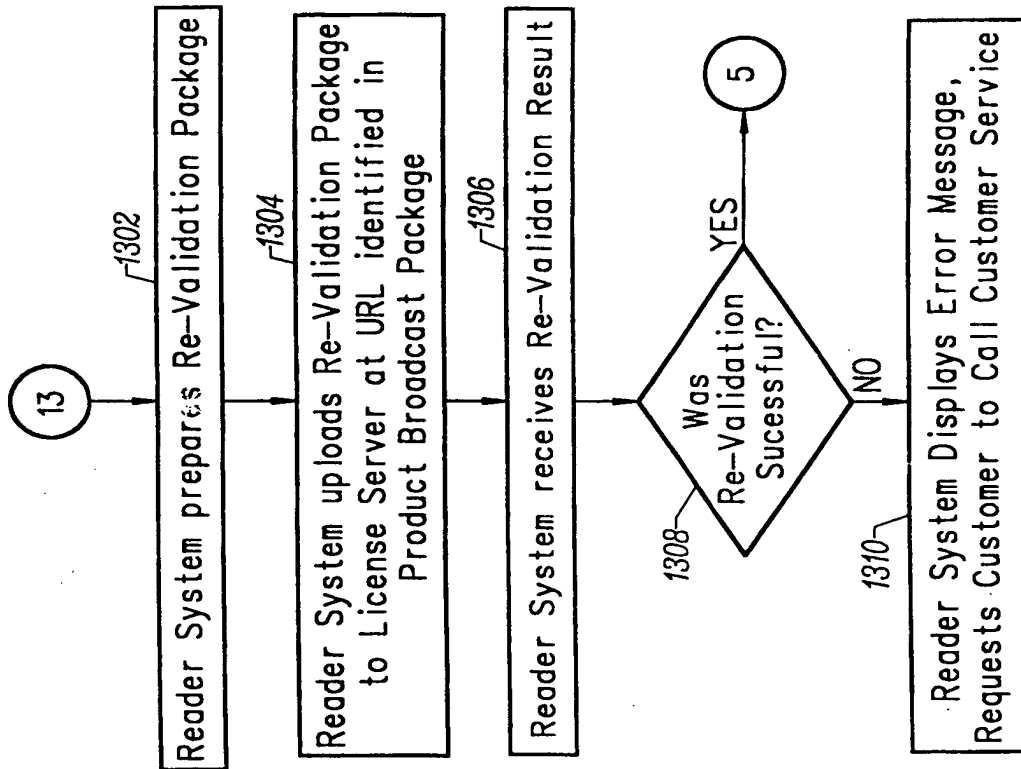 13
1302
Reader System prepares Re-Validation Package
1304
Reader System uploads Re-Validation Package
to License Server at URL identified in
Product Broadcast Package
1306
Reader System receives Re-Validation Result
1308
Was
Re-Validation
Sucessful?
YES
5
NO
1310
Reader System Displays Error Message,
Requests Customer to Call Customer Service